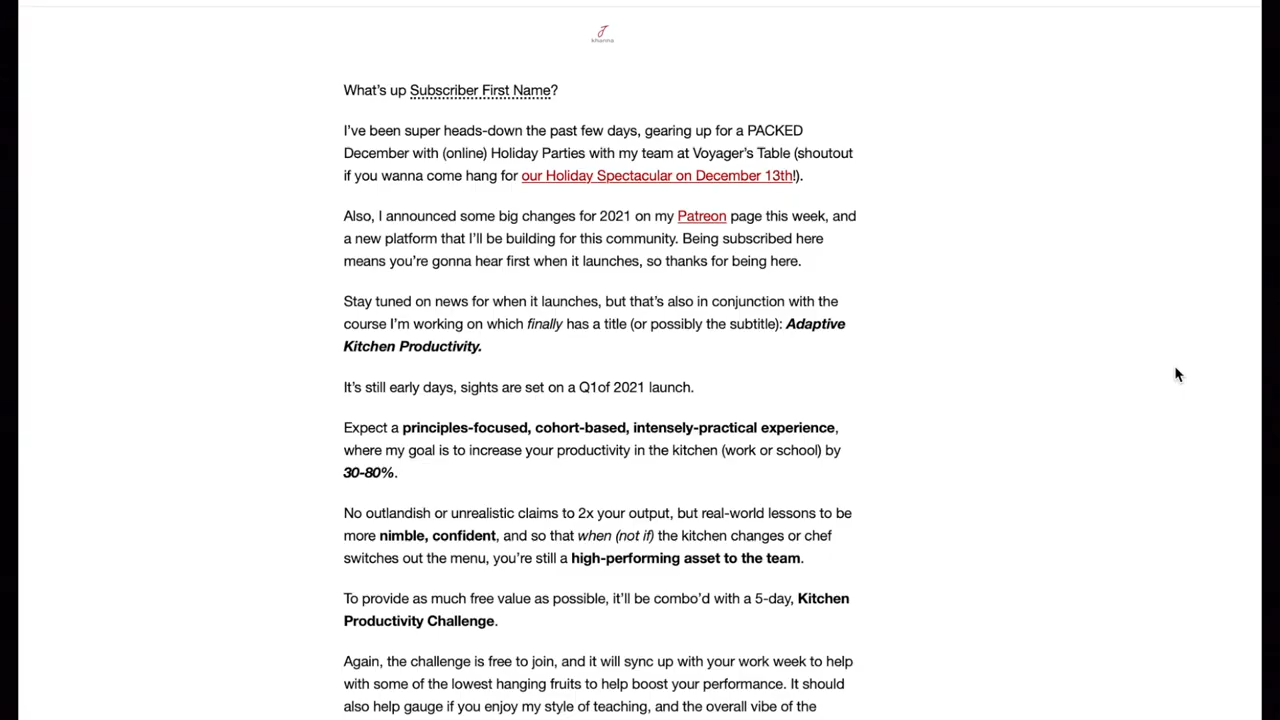 J
khanna
What's up Subscriber First Name?
I've been super heads-down the past few days, gearing up for a PACKED
December with (online) Holiday Parties with my team at Voyager's Table (shoutout
if you wanna come hang for our Holiday Spectacular on December 13th!).
Also, I announced some big changes for 2021 on my Patreon page this week, and
a new platform that I'll be building for this community. Being subscribed here
means you're gonna hear first when it launches, so thanks for being here.
Stay tuned on news for when it launches, but that's also in conjunction with the
course I'm working on which finally has a title (or possibly the subtitle): Adaptive
Kitchen Productivity.
It's still early days, sights are set on a Q1of 2021 launch.
Expect a principles-focused, cohort-based, intensely-practical experience,
where my goal is to increase your productivity in the kitchen (work or school) by
30-80%.
No outlandish or unrealistic claims to 2x your output, but real-world lessons to be
more nimble, confident, and so that when (not if) the kitchen changes or chef
switches out the menu, you're still a high-performing asset to the team.
To provide as much free value as possible, it'll be combo'd with a 5-day, Kitchen
Productivity Challenge.
Again, the challenge is free to join, and it will sync up with your work week to help
with some of the lowest hanging fruits to help boost your performance. It should
also help gauge if you enjoy my style of teaching, and the overall vibe of the